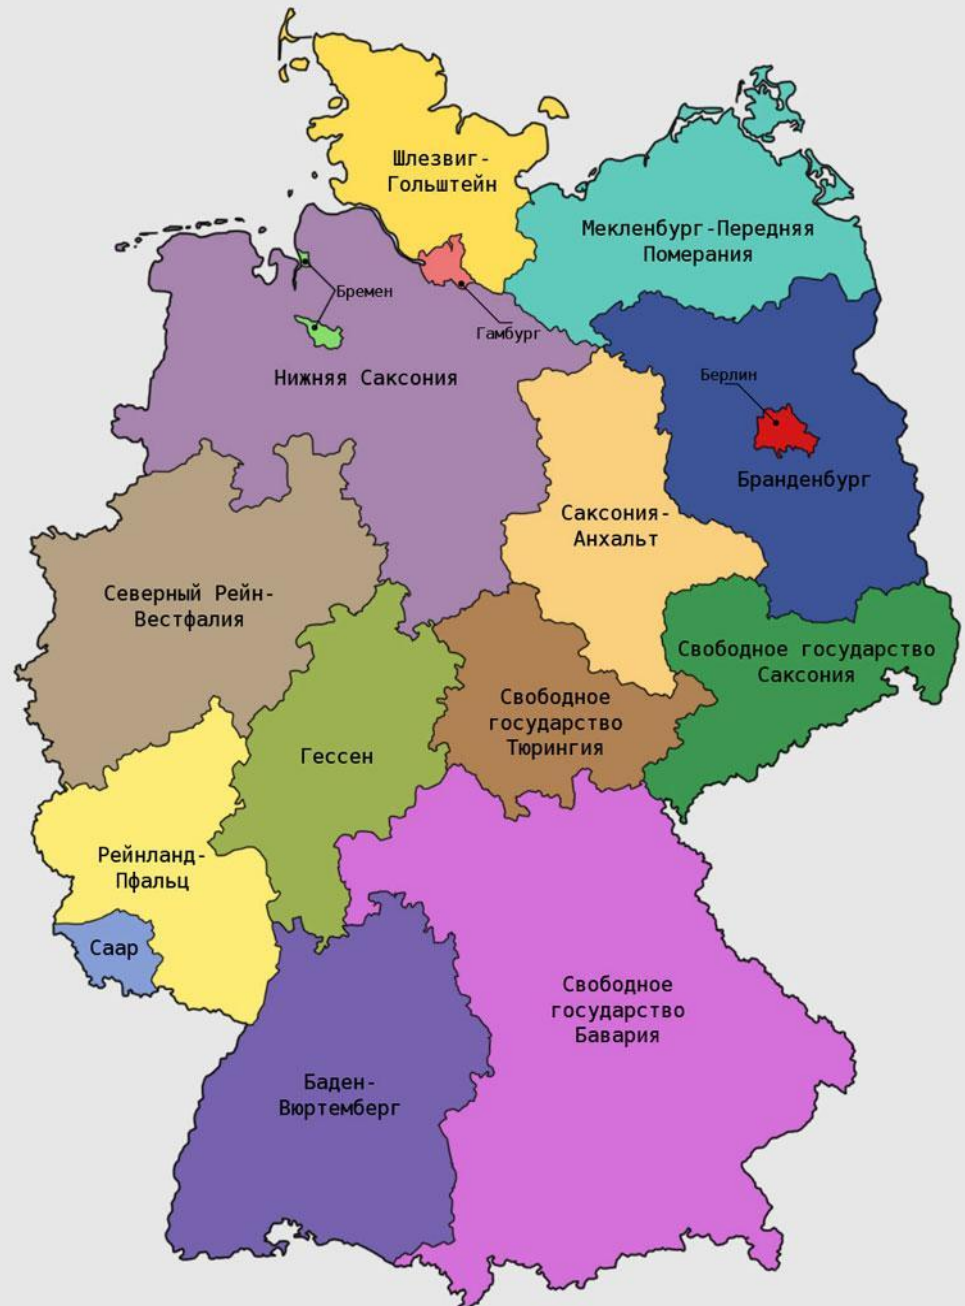 Шлезвиг-
Гольштейн
Мекленбург-Передняя
Померания
Бремен
Гамбург
Нижняя Саксония
Берлин
Бранденбург
Саксония-
Анхальт
Северный Рейн-
Вестфалия
Свободное государство
Саксония
Свободное
государство
Тюрингия
Гессен
Рейнланд-
Пфальц
Саар
Свободное
государство
Бавария
Баден-
Вюртемберг